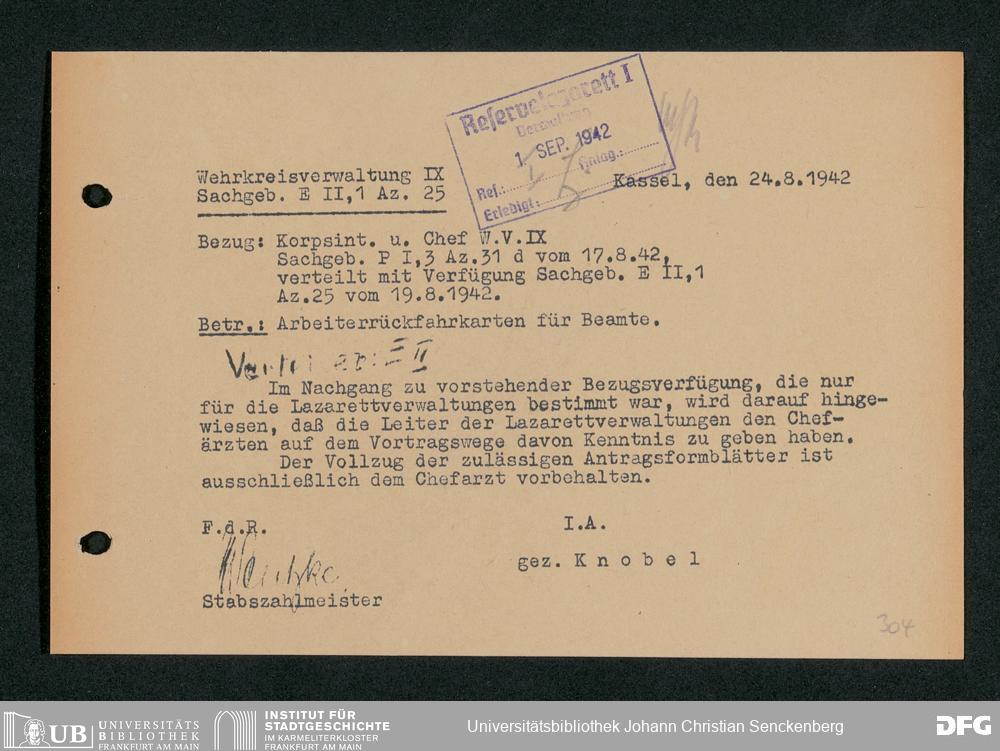 Reservelazarett I
Verwaltung
1. SEP. 1942
Anlag.:
Ref.: I
Erledigt:
Wehrkreisverwaltung IX
Sachgeb. E II,1 Az. 25
Kassel, den 24.8.1942
Bezug: Korpsint. u. Chef W.V.IX
Sachgeb. P I,3 Az.31 d vom 17.8.42,
verteilt mit Verfügung Sachgeb. E II,1
Az.25 vom 19.8.1942.
Betr.: Arbeiterrückfahrkarten für Beamte.
II
Im Nachgang zu vorstehender Bezugsverfügung, die nur
für die Lazarettverwaltungen bestimmt war, wird darauf hinge-
wiesen, daß die Leiter der Lazarettverwaltungen den Chef-
ärzten auf dem Vortragswege davon Kenntnis zu geben haben.
Der Vollzug der zulässigen Antragsformblätter ist
ausschließlich dem Chefarzt vorbehalten.
F.d.R.
I.A.
gez. K n o b e l
Stabszahlmeister
304
UB UNIVERSITÄTS
BIBLIOTHEK
FRANKFURT AM MAIN
INSTITUT FÜR
STADTGESCHICHTE
IM KARMELITERKLOSTER
FRANKFURT AM MAIN
Universitätsbibliothek Johann Christian Senckenberg
DFG